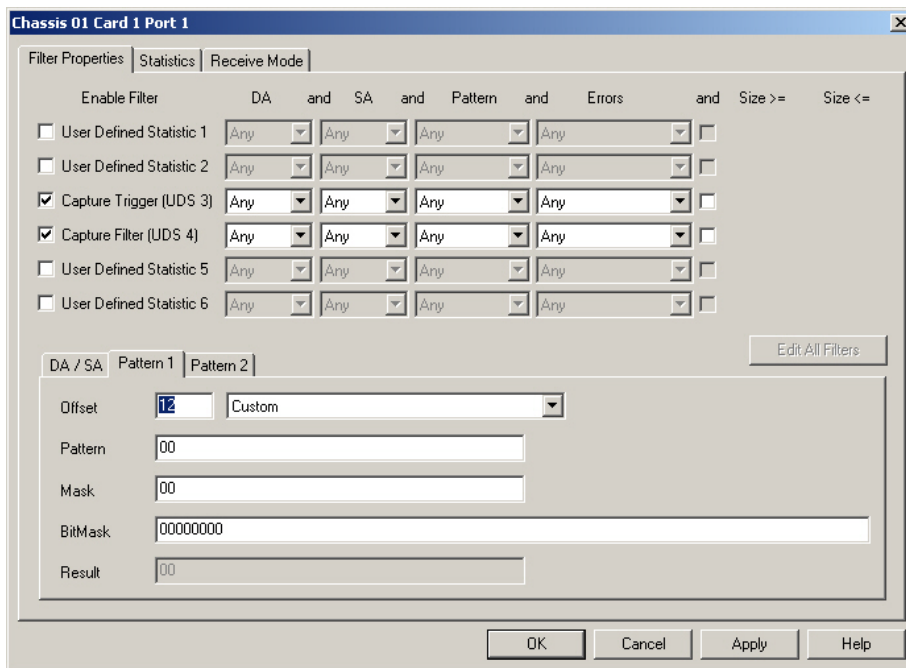 Chassis 01 Card 1 Port 1
Filter Properties Statistics Receive Mode
Enable Filter DA and SA and Pattern and Errors and Size >= Size <=
User Defined Statistic 1 Any Any Any Any
User Defined Statistic 2 Any Any Any Any
Capture Trigger (UDS 3) Any Any Any Any
Capture Filter (UDS 4) Any Any Any Any
User Defined Statistic 5 Any Any Any Any
User Defined Statistic 6 Any Any Any Any
Edit All Filters
DA / SA Pattern 1 Pattern 2
Offset 12 Custom
Pattern 00
Mask 00
BitMask 00000000
Result 00
OK Cancel Apply Help